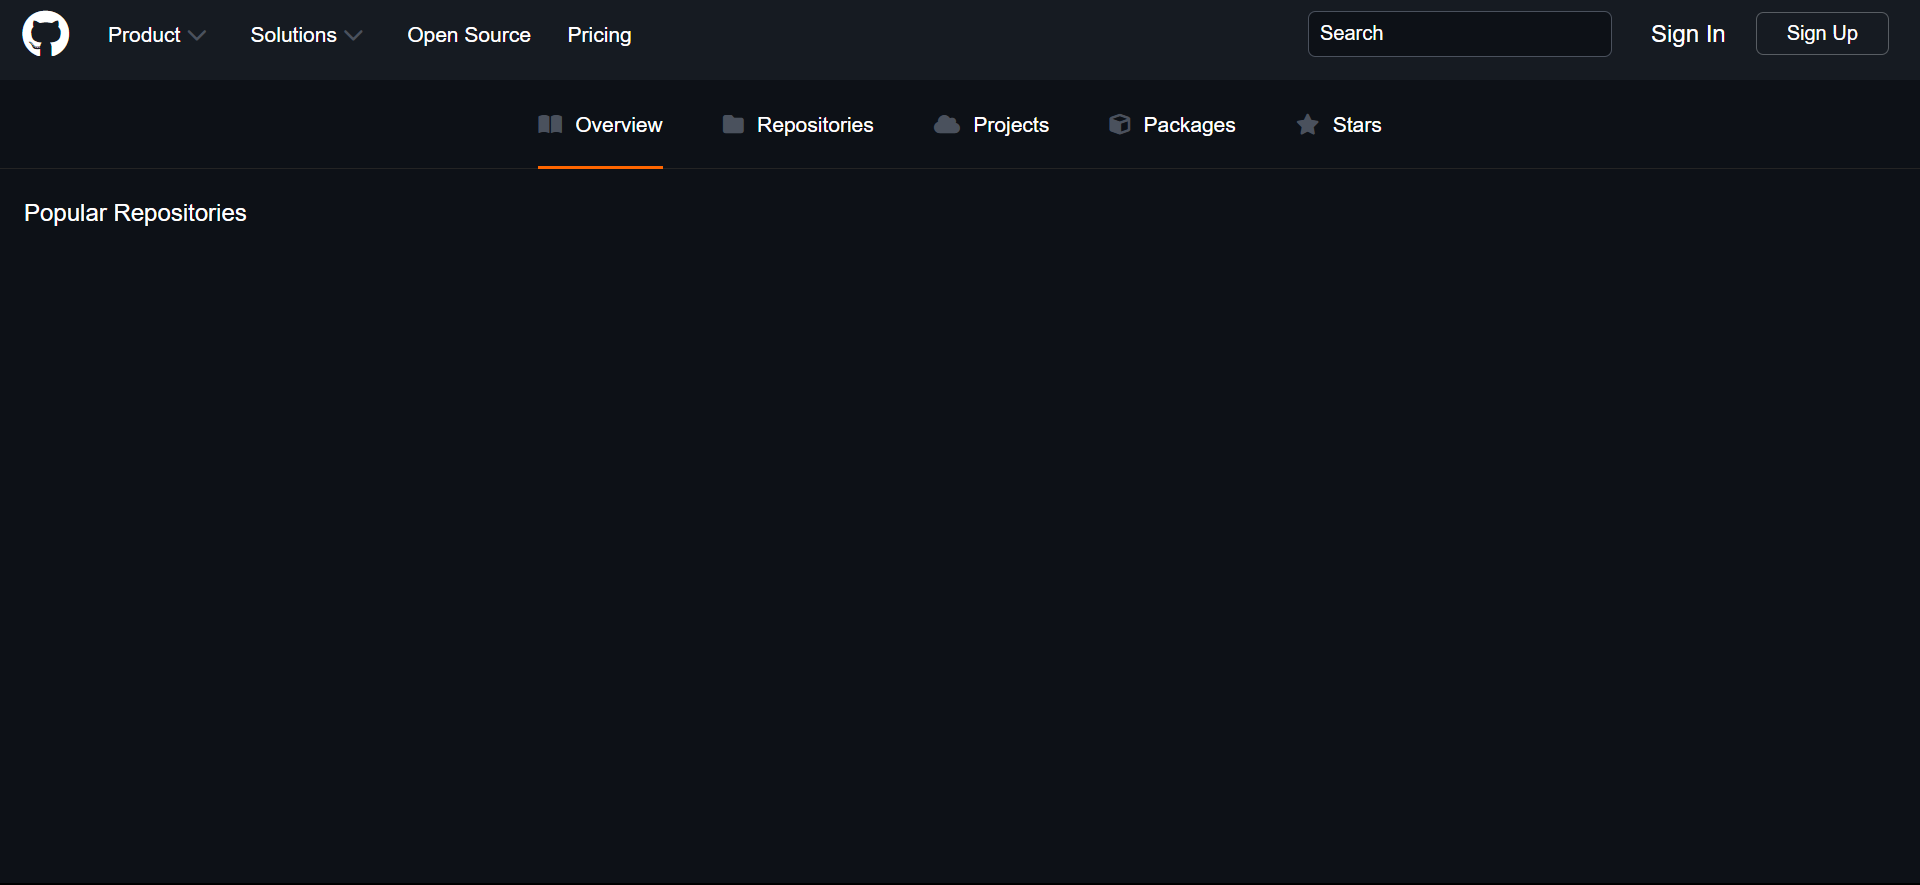 Product Solutions Open Source Pricing Search Sign In Sign Up
Overview Repositories Projects Packages Stars
Popular Repositories